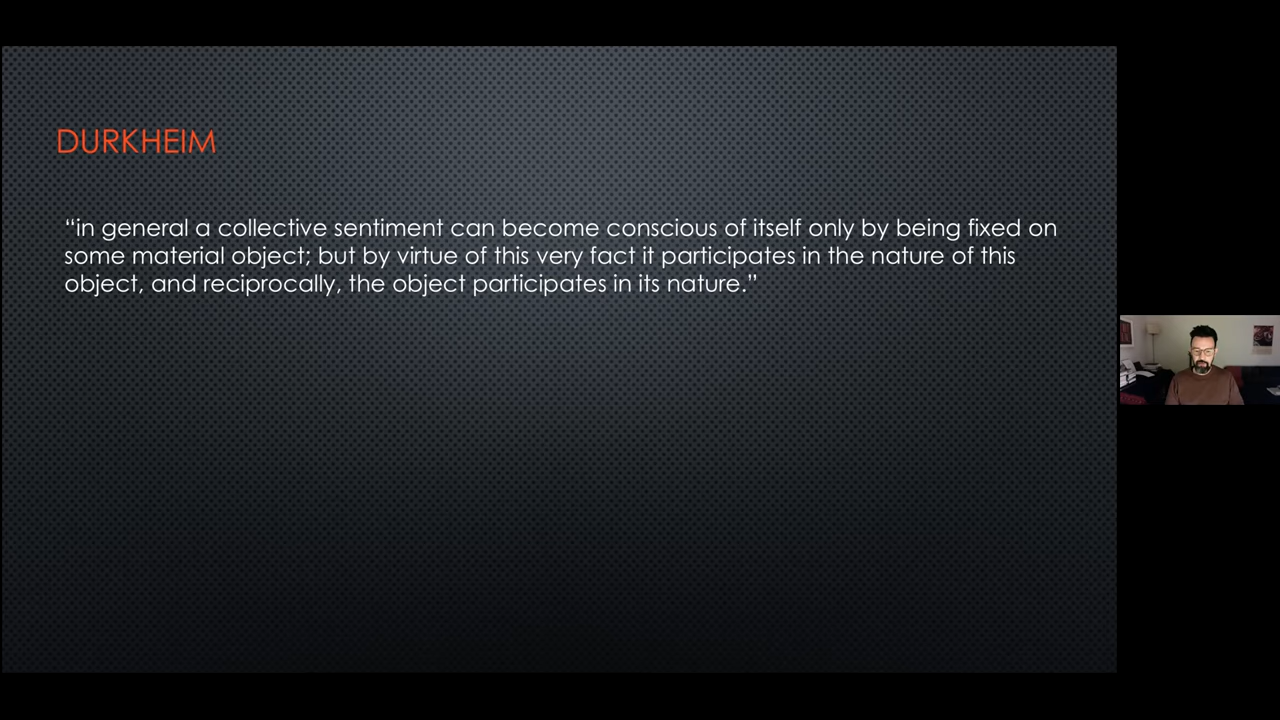 DURKHEIM
“in general a collective sentiment can become conscious of itself only by being fixed on
some material object; but by virtue of this very fact it participates in the nature of this
object, and reciprocally, the object participates in its nature.”